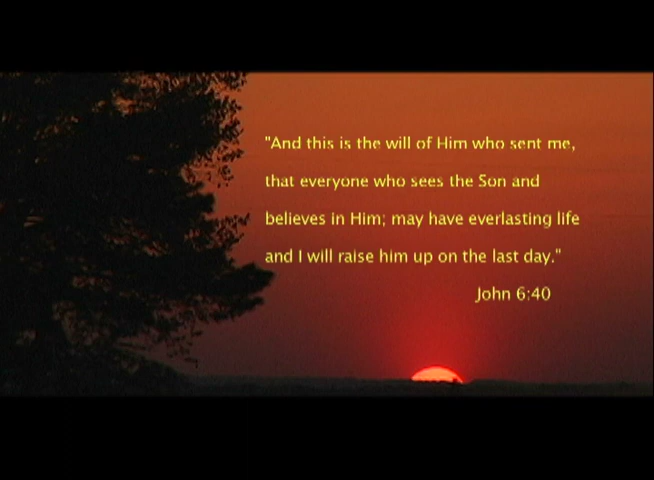 "And this is the will of Him who sent me,
that everyone who sees the Son and
believes in Him; may have everlasting life
and I will raise him up on the last day."
John 6:40